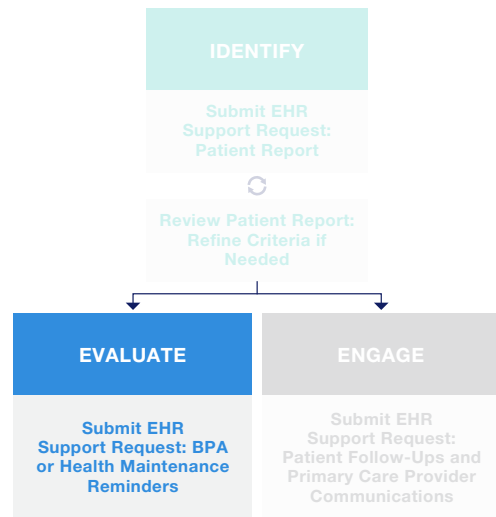 IDENTIFY
Submit EHR
Support Request:
Patient Report
Review Patient Report:
Refine Criteria if
Needed
EVALUATE
Submit EHR
Support Request: BPA
or Health Maintenance
Reminders
ENGAGE
Submit EHR
Support Request:
Patient Follow-Ups and
Primary Care Provider
Communications